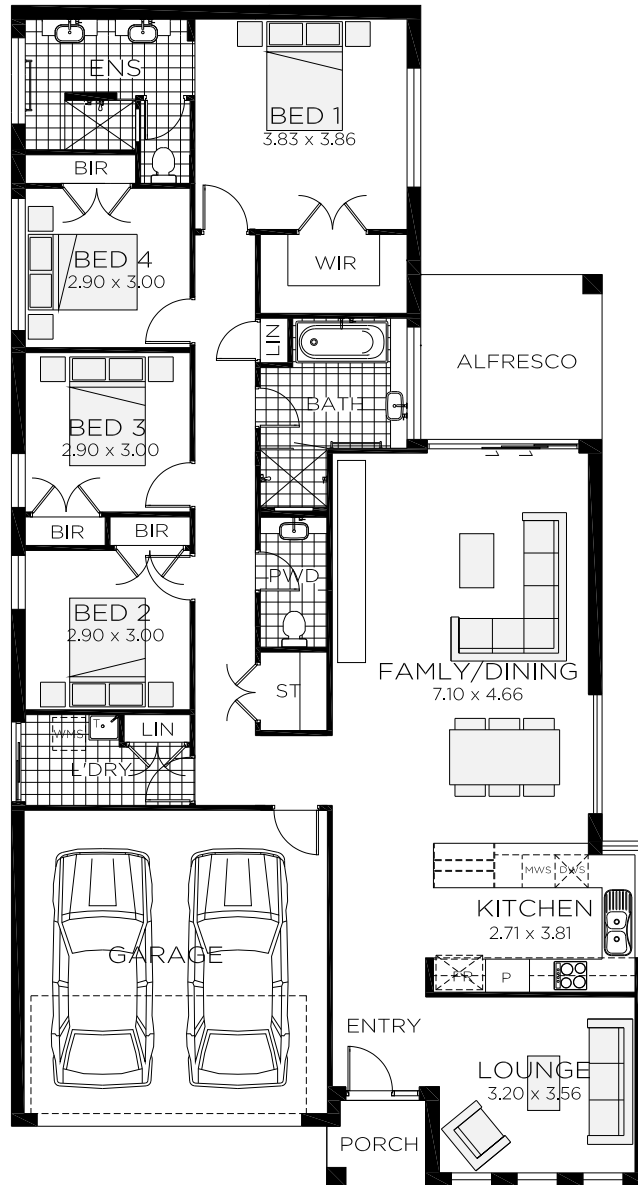 ENS
BED 1
3.83 x 3.86
BIR
BED 4
2.90 x 3.00
WIR
LIN
BATH
ALFRESCO
BED 3
2.90 x 3.00
BIR
BIR
PWD
BED 2
2.90 x 3.00
ST
FAMLY/DINING
7.10 x 4.66
T
LIN
WMS
L'DRY
MWS
DWS
KITCHEN
2.71 x 3.81
GARAGE
FR
P
ENTRY
LOUNGE
3.20 x 3.56
PORCH